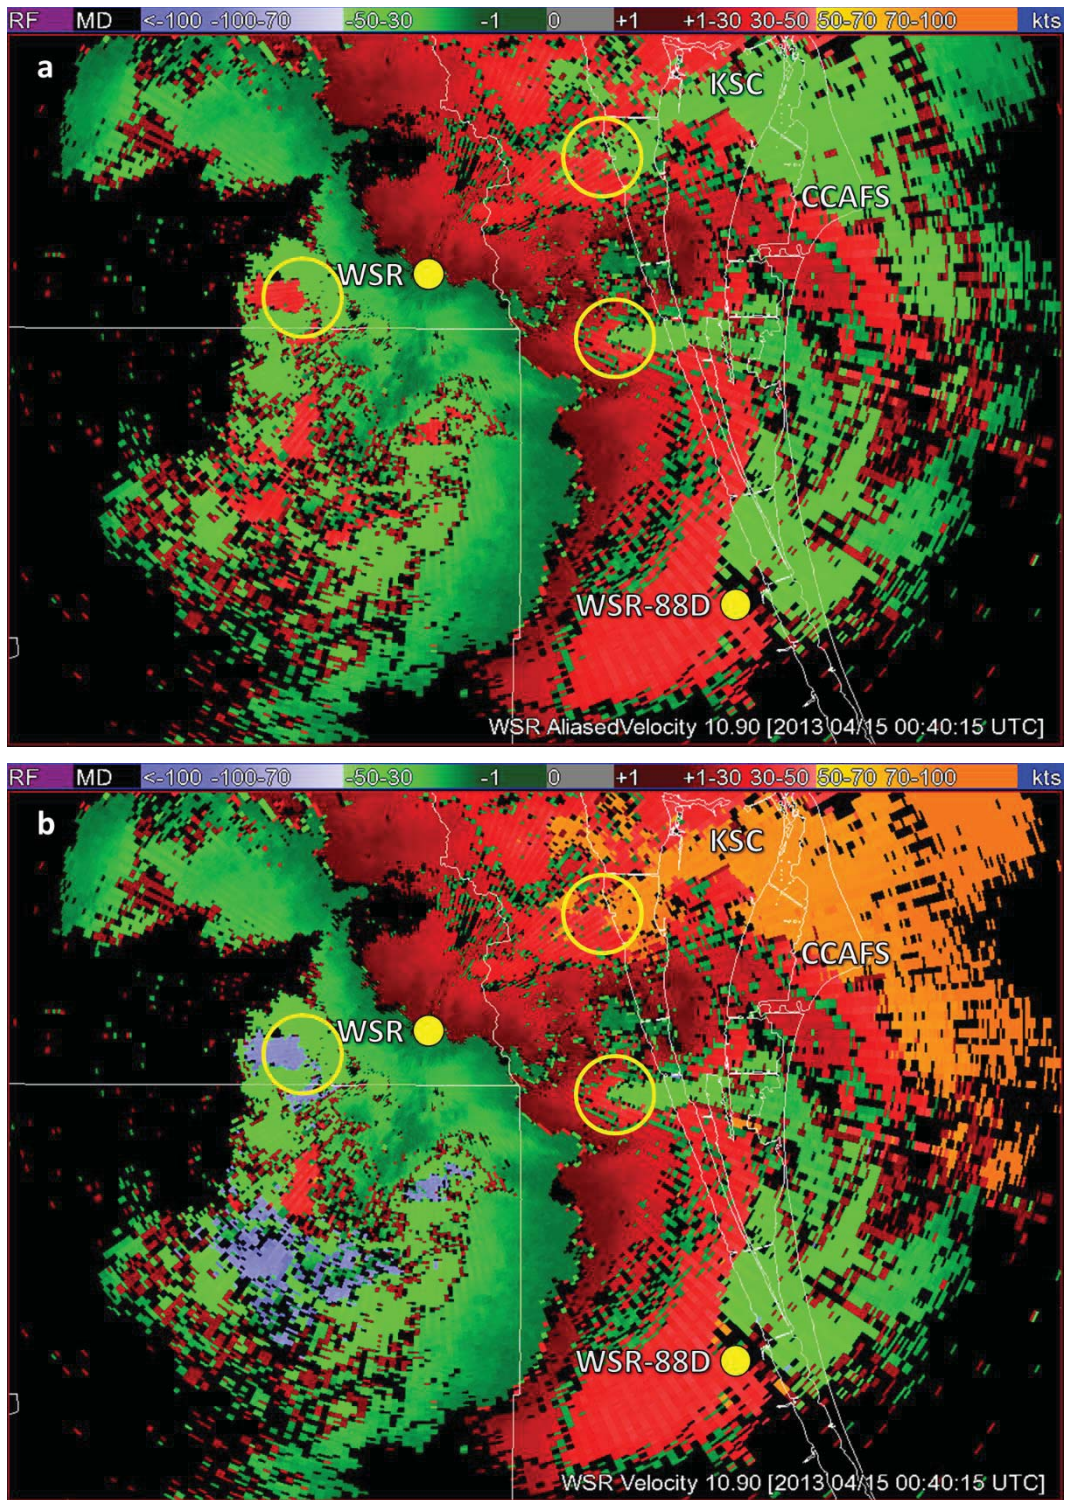 RF MD <-100 -100-70 -50-30 -1 0 +1 +1-30 30-50 50-70 70-100 kts
a
KSC
CCAFS
WSR
WSR-88D
WSR AliasedVelocity 10.90 [2013 04/15 00:40:15 UTC]
RF MD <-100 -100-70 -50-30 -1 0 +1 +1-30 30-50 50-70 70-100 kts
b
KSC
CCAFS
WSR
WSR-88D
WSR Velocity 10.90 [2013 04/15 00:40:15 UTC]